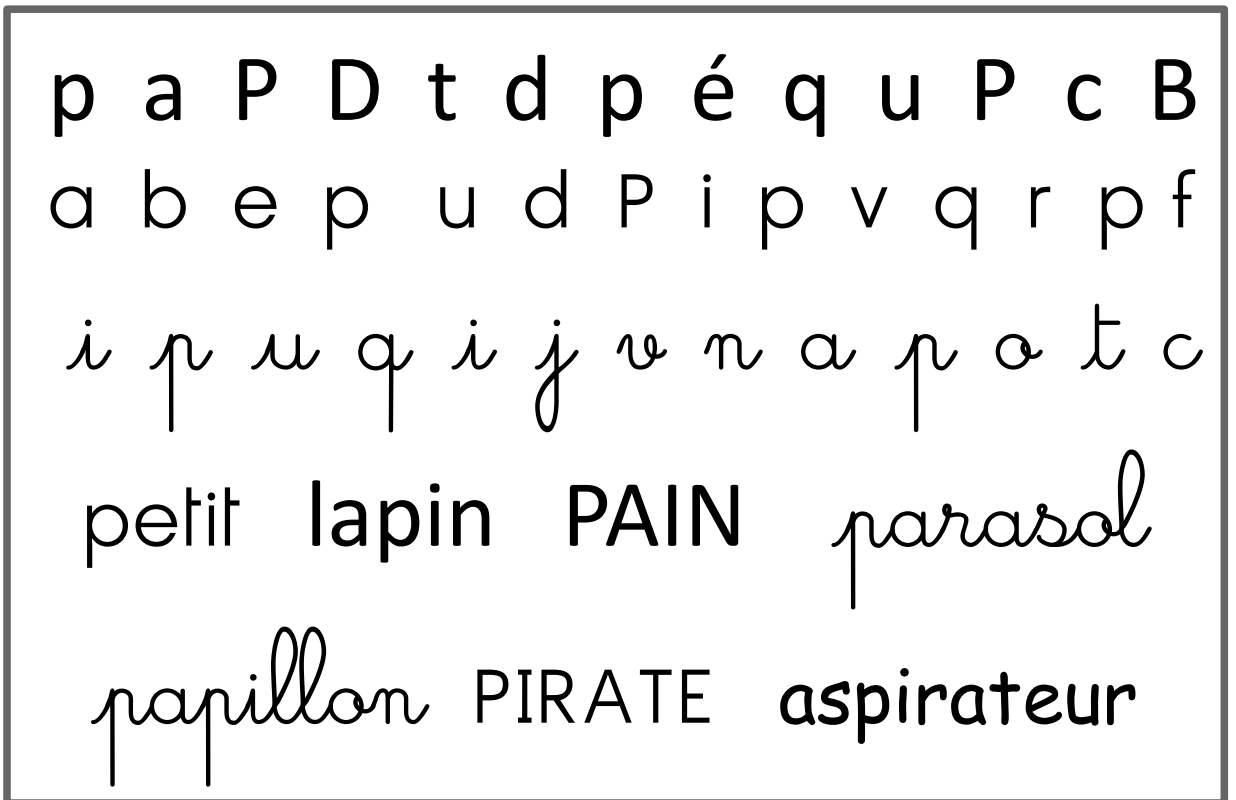 p a P D t d p é q u P c B
a b e p u d P i p v q r p f
i p u q i j v n a p o t c
petit lapin PAIN parasol
papillon PIRATE aspirateur